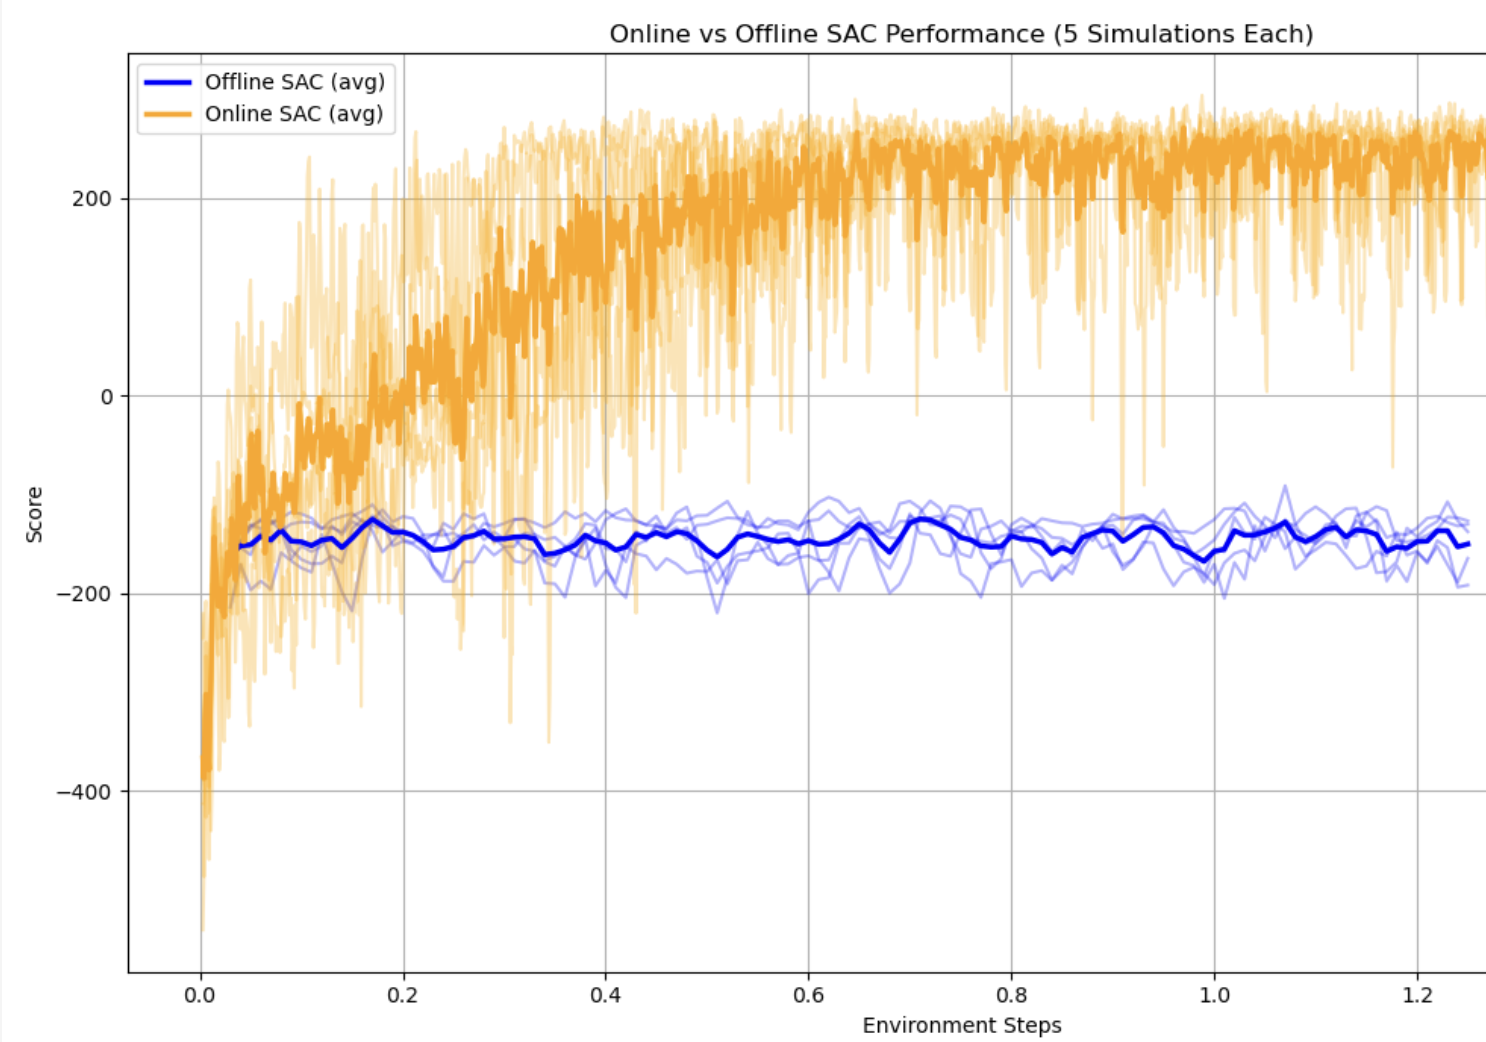 Online vs Offline SAC Performance (5 Simulations Each)
Offline SAC (avg)
Online SAC (avg)
200
0
−200
−400
Score
0.0
0.2
0.4
0.6
0.8
1.0
1.2
Environment Steps